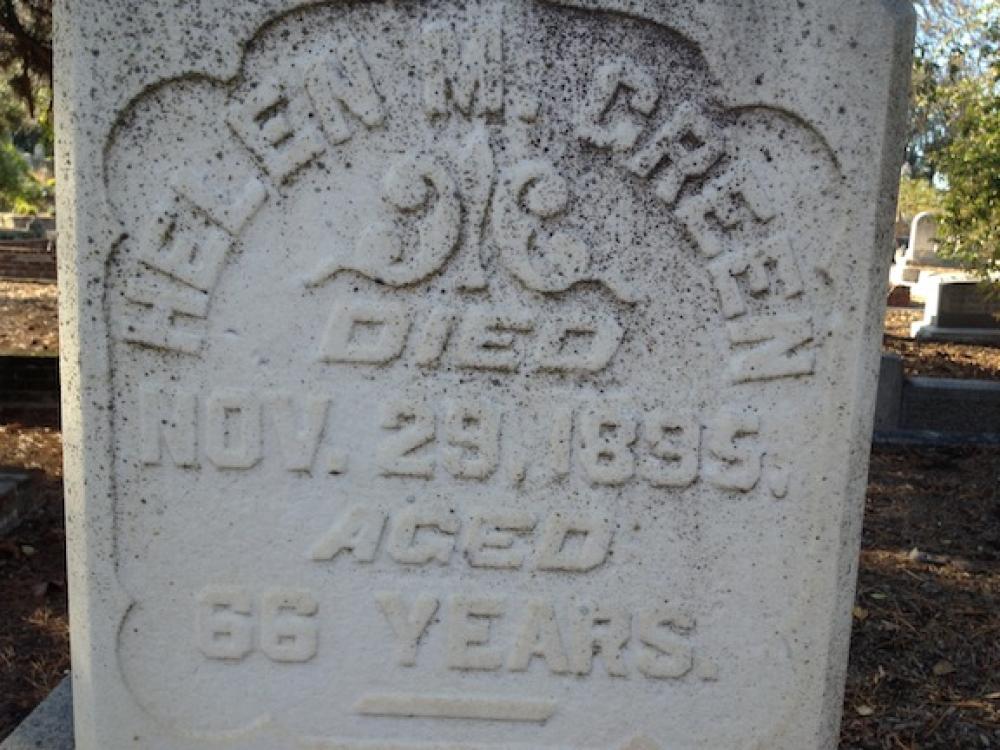 HELEN M. GREEN
DIED
NOV. 29, 1895,
AGED
66 YEARS.